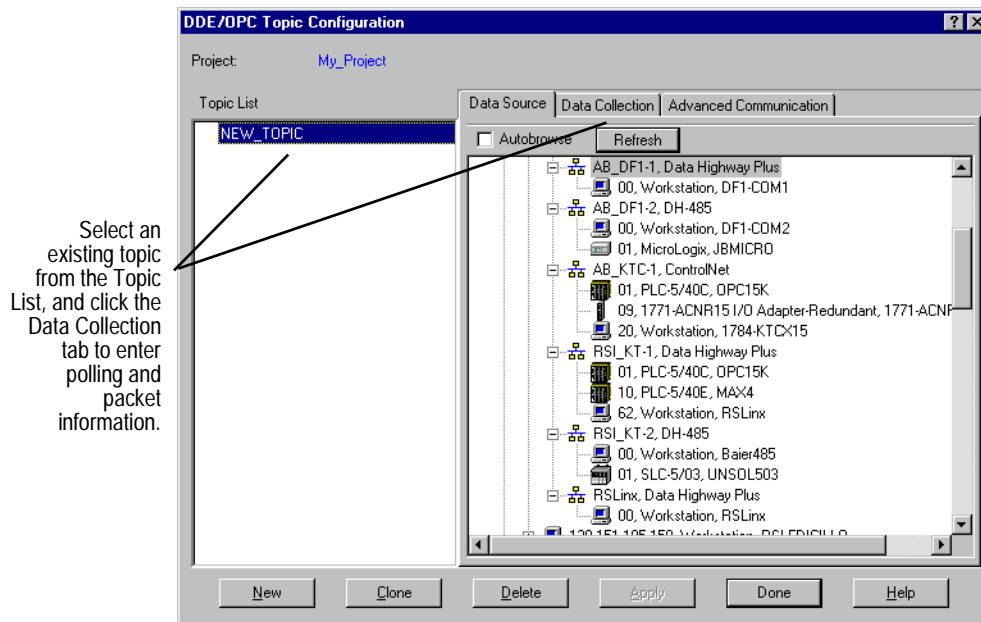 DDE/OPC Topic Configuration
Project: My_Project
Topic List
Data Source Data Collection Advanced Communication
NEW_TOPIC
Autobrowse Refresh
AB_DF1-1, Data Highway Plus
00, Workstation, DF1-COM1
AB_DF1-2, DH-485
00, Workstation, DF1-COM2
01, MicroLogix, JBMICRO
AB_KTC-1, ControlNet
01, PLC-5/40C, OPC15K
09, 1771-ACNR15 I/O Adapter-Redundant, 1771-ACNF
20, Workstation, 1784-KTCX15
RSI_KT-1, Data Highway Plus
01, PLC-5/40C, OPC15K
10, PLC-5/40E, MAX4
62, Workstation, RSLinx
RSI_KT-2, DH-485
00, Workstation, Baier485
01, SLC-5/03, UNSOL503
RSLinx, Data Highway Plus
00, Workstation, RSLinx
Select an
existing topic
from the Topic
List, and click the
Data Collection
tab to enter
polling and
packet
information.
New Clone Delete Apply Done Help